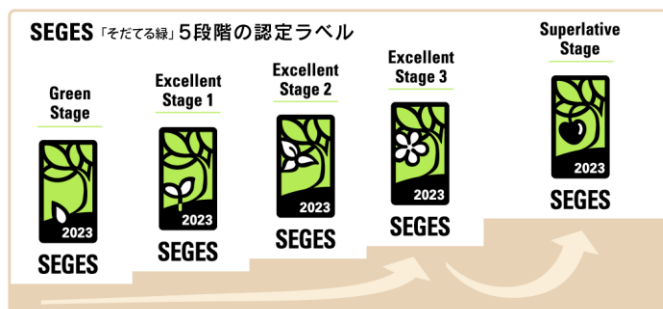 SEGES 「そだてる緑」5段階の認定ラベル
Green
Stage
2023
SEGES
Excellent
Stage 1
2023
SEGES
Excellent
Stage 2
2023
SEGES
Excellent
Stage 3
2023
SEGES
Superlative
Stage
2023
SEGES